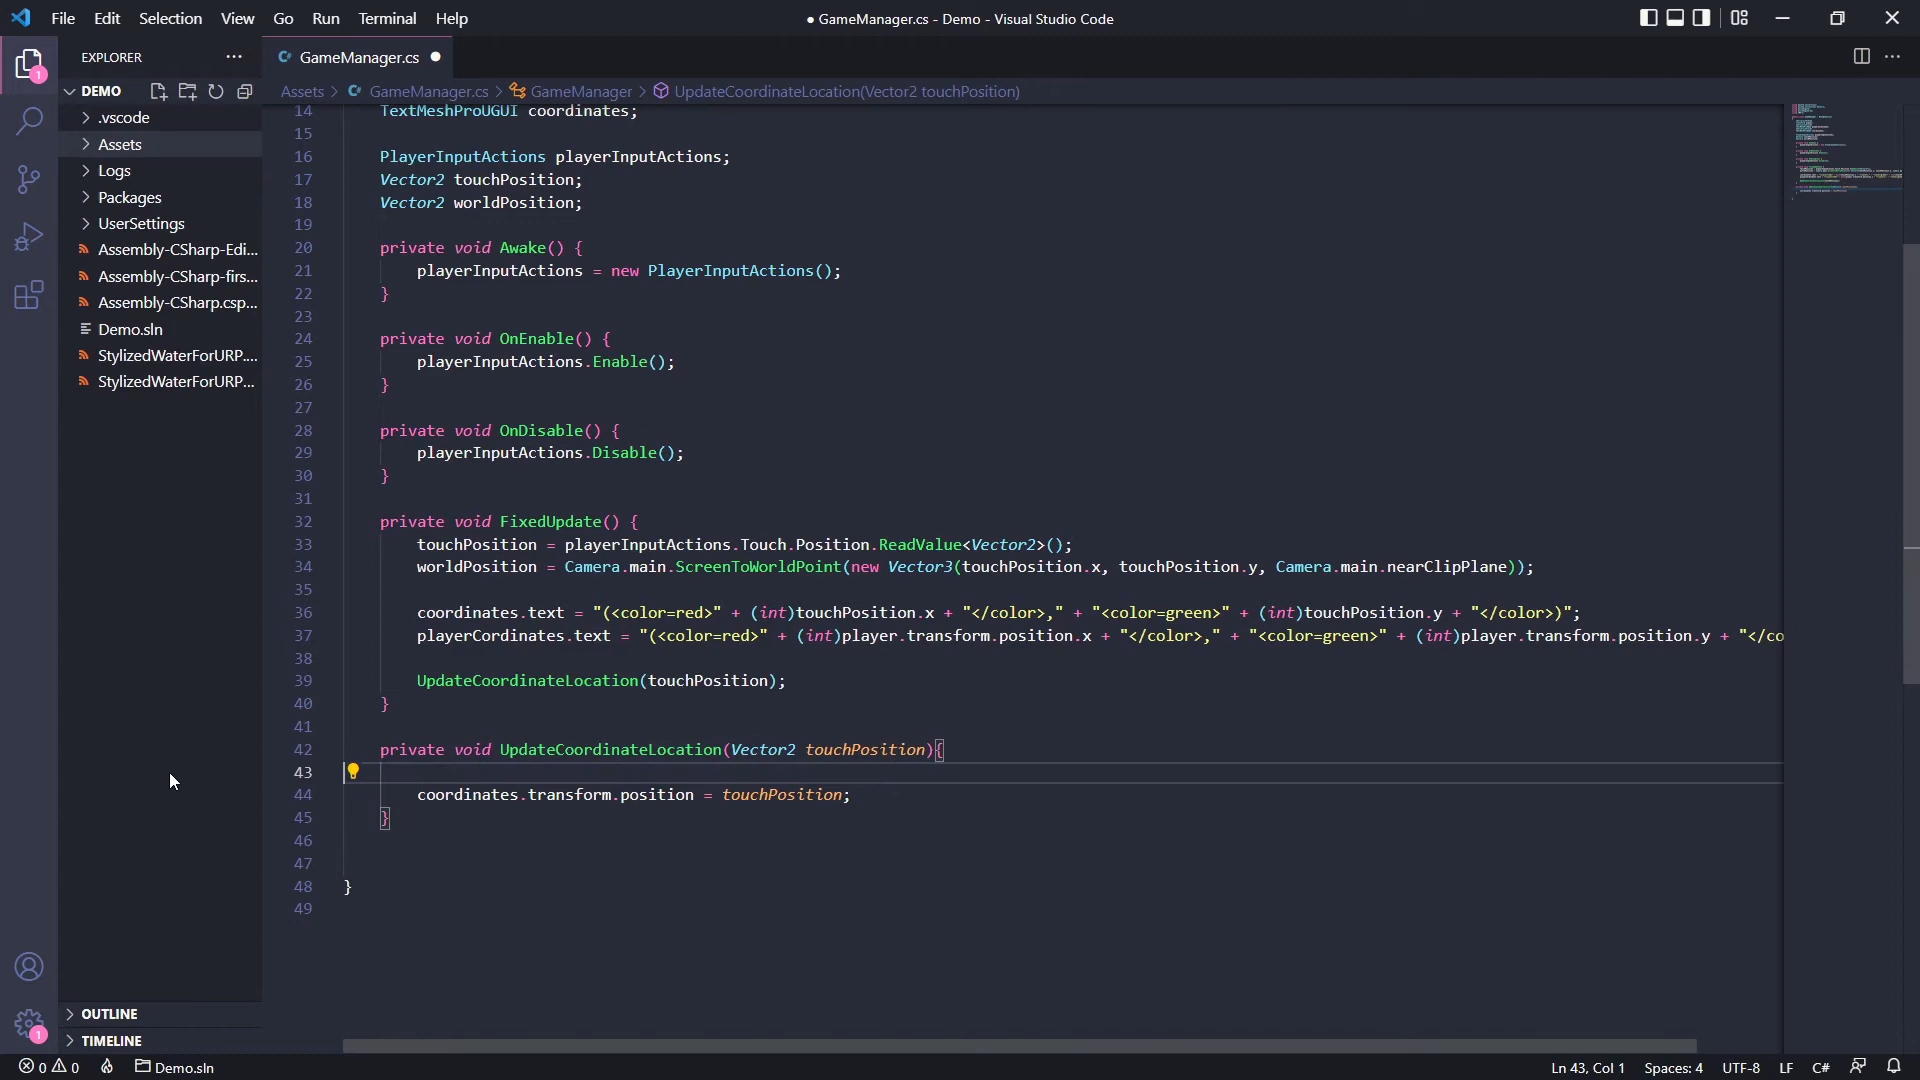 File Edit Selection View Go Run Terminal Help
● GameManager.cs - Demo - Visual Studio Code
EXPLORER
GameManager.cs
DEMO
Assets > GameManager.cs > GameManager > UpdateCoordinateLocation(Vector2 touchPosition)
.vscode
Assets
Logs
Packages
UserSettings
Assembly-CSharp-Edi...
Assembly-CSharp-firs...
Assembly-CSharp.csp...
Demo.sln
StylizedWaterForURP....
StylizedWaterForURP...
OUTLINE
TIMELINE
1
1
14 TextMeshProUGUI coordinates;
15
16 PlayerInputActions playerInputActions;
17 Vector2 touchPosition;
18 Vector2 worldPosition;
19
20 private void Awake() {
21 playerInputActions = new PlayerInputActions();
22 }
23
24 private void OnEnable() {
25 playerInputActions.Enable();
26 }
27
28 private void OnDisable() {
29 playerInputActions.Disable();
30 }
31
32 private void FixedUpdate() {
33 touchPosition = playerInputActions.Touch.Position.ReadValue<Vector2>();
34 worldPosition = Camera.main.ScreenToWorldPoint(new Vector3(touchPosition.x, touchPosition.y, Camera.main.nearClipPlane));
35
36 coordinates.text = "(<color=red>" + (int)touchPosition.x + "</color>," + "<color=green>" + (int)touchPosition.y + "</color>)";
37 playerCordinates.text = "(<color=red>" + (int)player.transform.position.x + "</color>," + "<color=green>" + (int)player.transform.position.y + "</co
38
39 UpdateCoordinateLocation(touchPosition);
40 }
41
42 private void UpdateCoordinateLocation(Vector2 touchPosition){
43
44 coordinates.transform.position = touchPosition;
45 }
46
47
48 }
49
0 0 Demo.sln
Ln 43, Col 1 Spaces: 4 UTF-8 LF C#